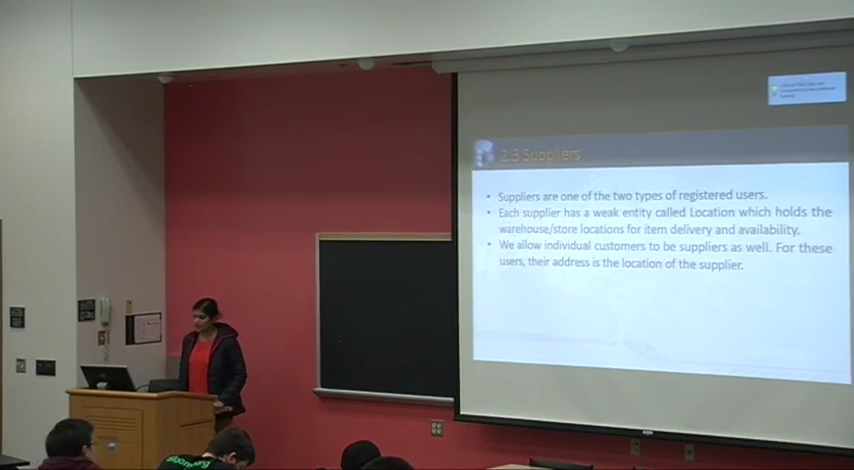 2.3 Suppliers
• Suppliers are one of the two types of registered users.
• Each supplier has a weak entity called Location which holds the
warehouse/store locations for item delivery and availability.
• We allow individual customers to be suppliers as well. For these
users, their address is the location of the supplier.